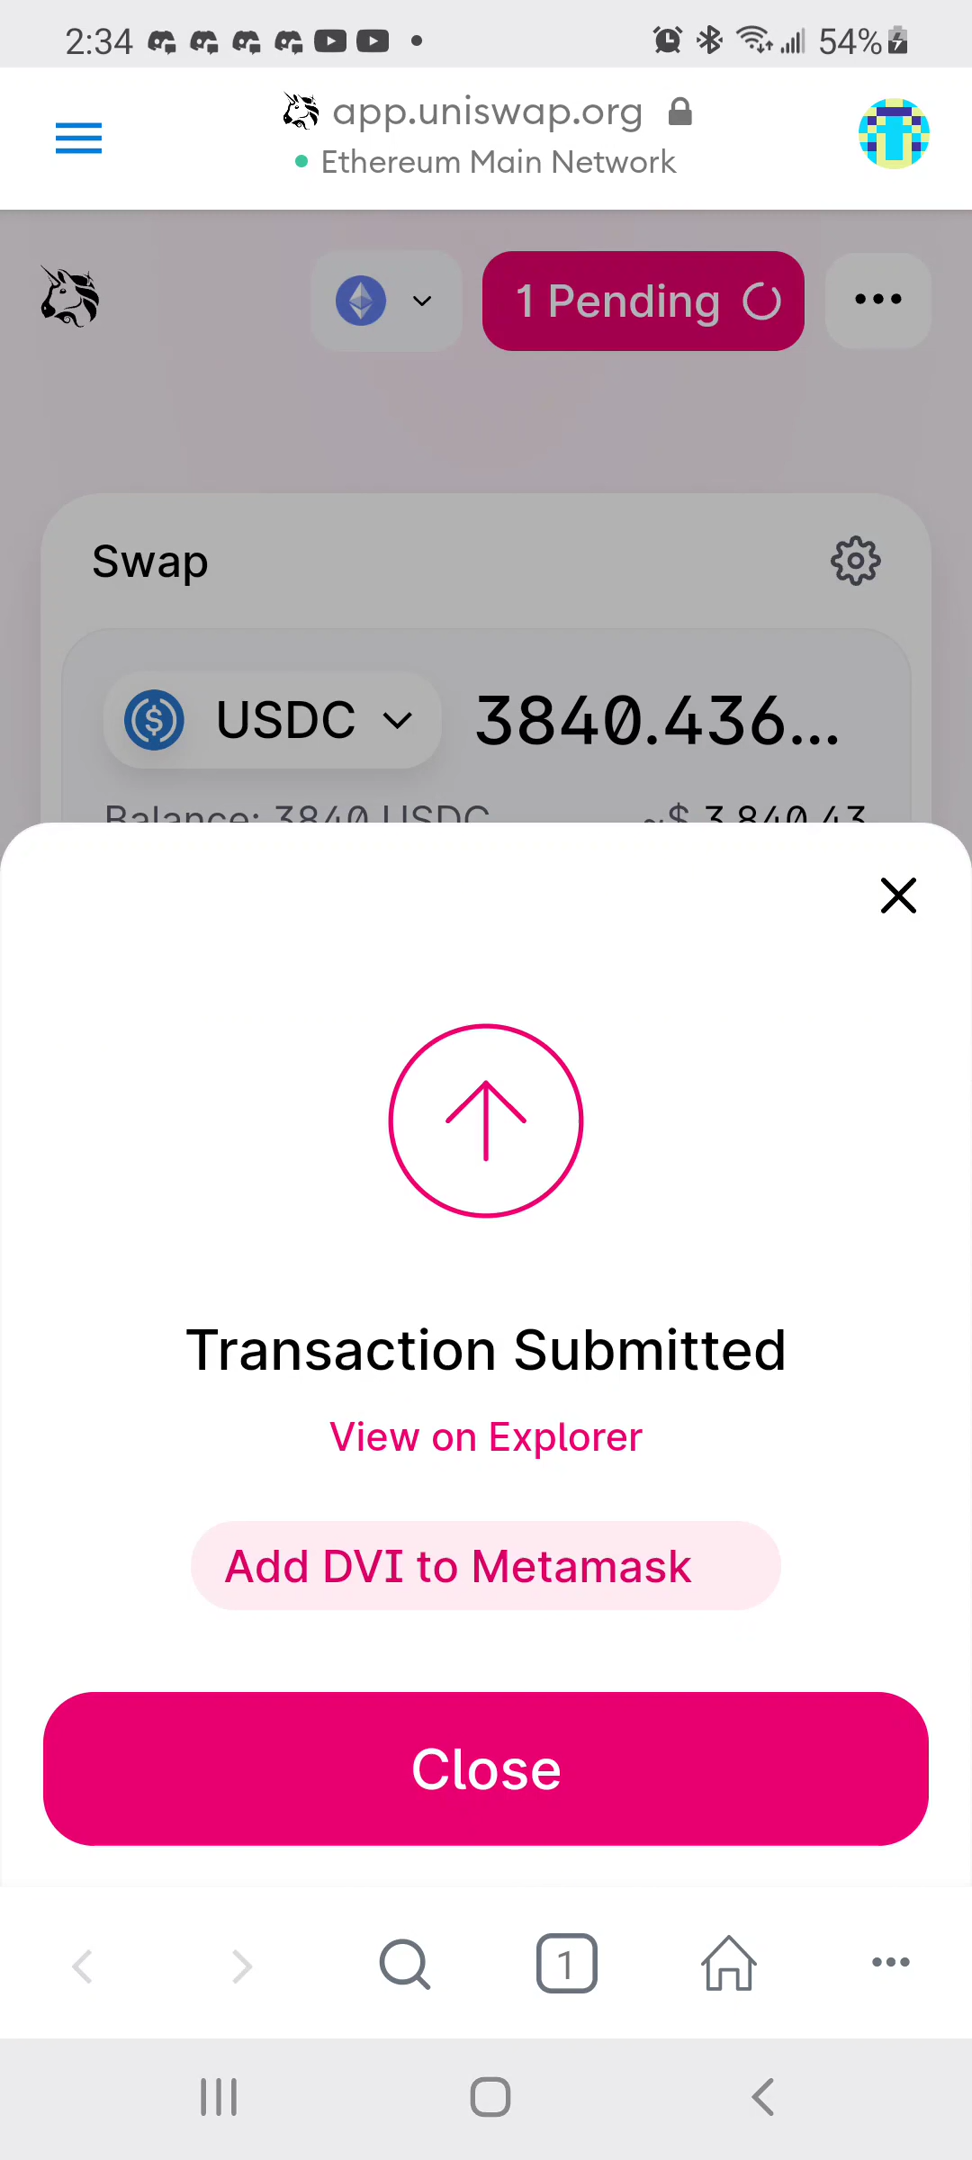 2:34 54%
app.uniswap.org
Ethereum Main Network
1 Pending
Swap
USDC 3840.436...
Balance: 3840 USDC ~$ 3,840.43
Transaction Submitted
View on Explorer
Add DVI to Metamask
Close
1